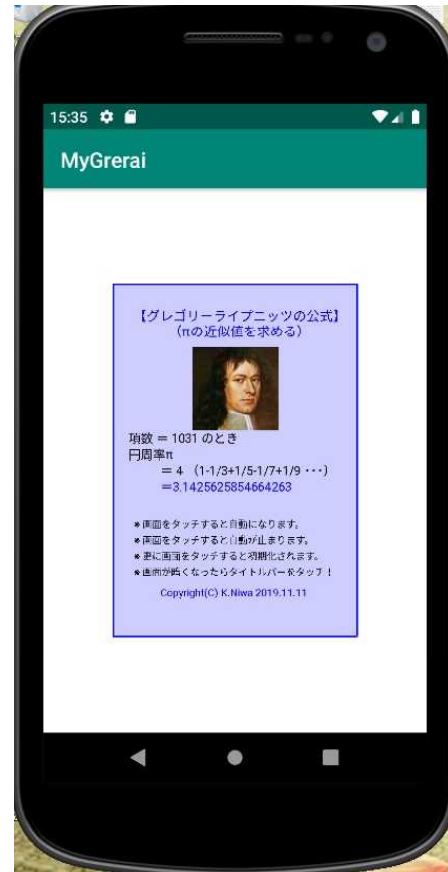 15:35
MyGrerai
【グレゴリーライプニッツの公式】
（πの近似値を求める）
項数 ＝ 1031 のとき
円周率π
＝ 4 （1-1/3+1/5-1/7+1/9 ･･･）
＝3.1425625854664263
※画面をタッチすると自動になります。
※画面をタッチすると自動が止まります。
※更に画面をタッチすると初期化されます。
※画面が暗くなったらタイトルバーをタッチ！
Copyright(C) K.Niwa 2019.11.11